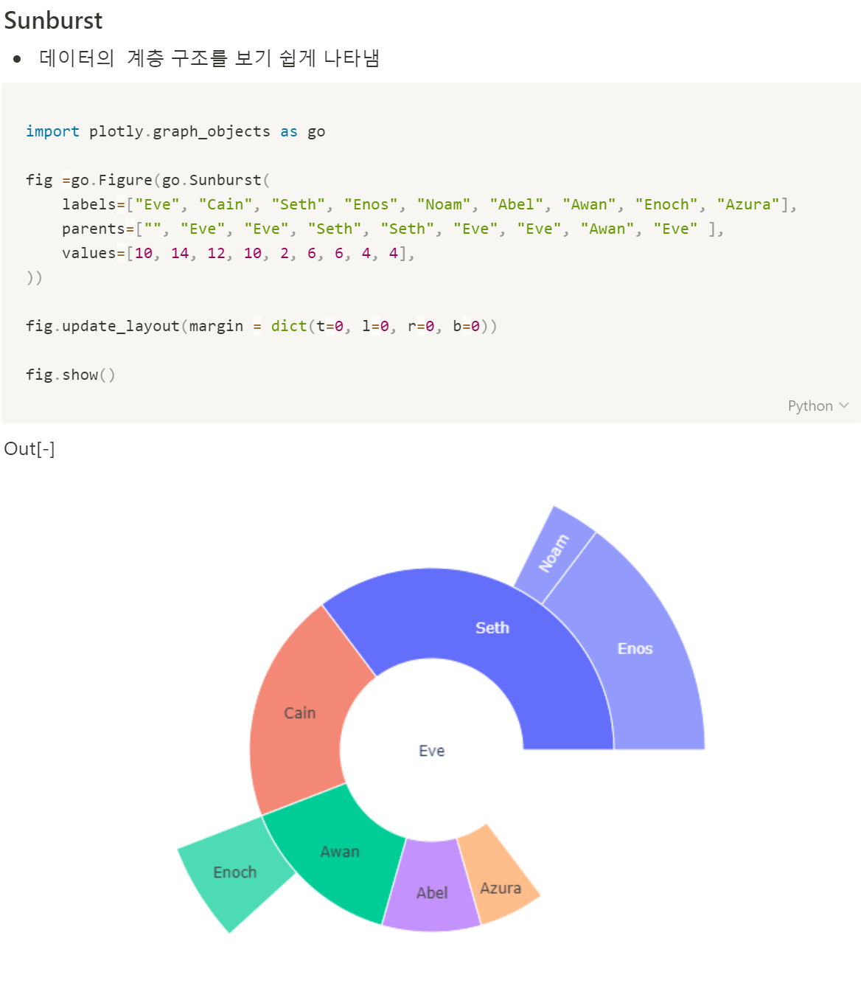 Sunburst
• 데이터의  계층 구조를 보기 쉽게 나타냄
import plotly.graph_objects as go
fig =go.Figure(go.Sunburst(
    labels=["Eve", "Cain", "Seth", "Enos", "Noam", "Abel", "Awan", "Enoch", "Azura"],
    parents=["", "Eve", "Eve", "Seth", "Seth", "Eve", "Eve", "Awan", "Eve" ],
    values=[10, 14, 12, 10, 2, 6, 6, 4, 4],
))
fig.update_layout(margin = dict(t=0, l=0, r=0, b=0))
fig.show()
Python
Out[-]
Noam
Seth
Enos
Cain
Eve
Awan
Enoch
Abel
Azura